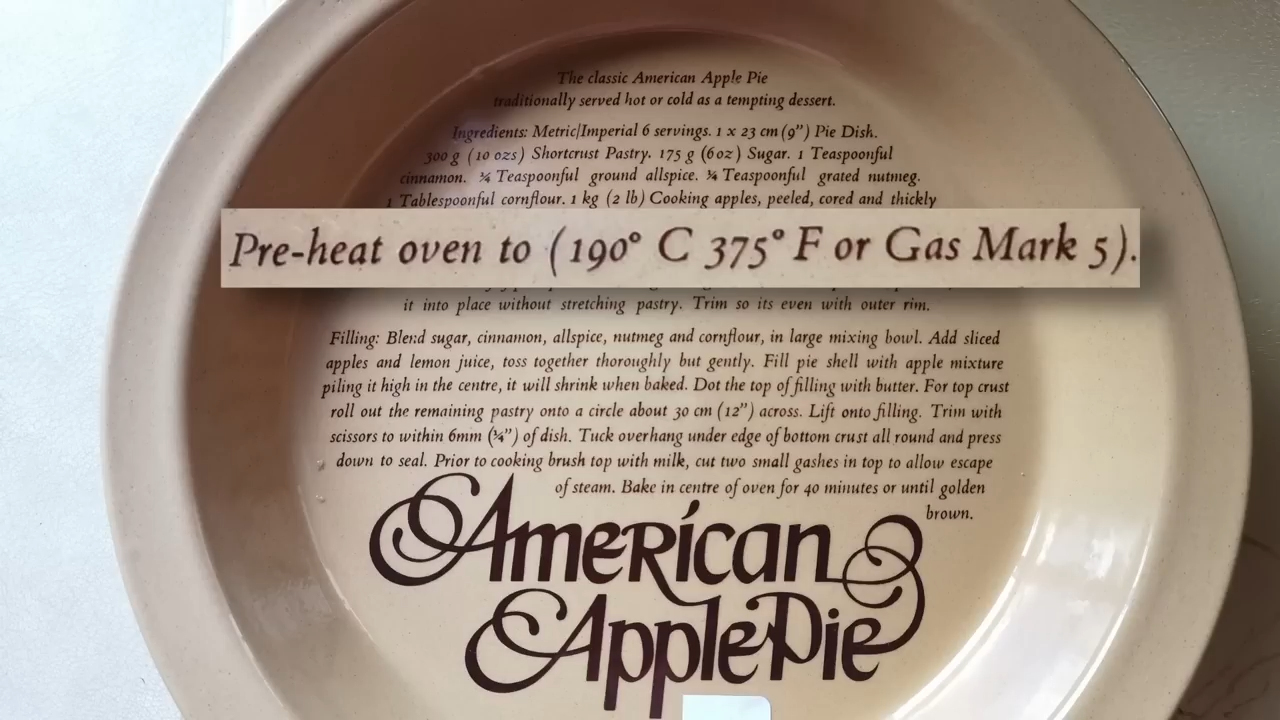 The classic American Apple Pie
traditionally served hot or cold as a tempting dessert.
Ingredients: Metric/Imperial 6 servings. 1 x 23 cm (9") Pie Dish.
300 g (10 ozs) Shortcrust Pastry. 175 g (6 oz) Sugar. 1 Teaspoonful
cinnamon. ¾ Teaspoonful ground allspice. ¾ Teaspoonful grated nutmeg.
1 Tablespoonful cornflour. 1 kg (2 lb) Cooking apples, peeled, cored and thickly
Pre-heat oven to (190° C 375° F or Gas Mark 5).
it into place without stretching pastry. Trim so its even with outer rim.
Filling: Blend sugar, cinnamon, allspice, nutmeg and cornflour, in large mixing bowl. Add sliced
apples and lemon juice, toss together thoroughly but gently. Fill pie shell with apple mixture
piling it high in the centre, it will shrink when baked. Dot the top of filling with butter. For top crust
roll out the remaining pastry onto a circle about 30 cm (12") across. Lift onto filling. Trim with
scissors to within 6mm (¼") of dish. Tuck overhang under edge of bottom crust all round and press
down to seal. Prior to cooking brush top with milk, cut two small gashes in top to allow escape
of steam. Bake in centre of oven for 40 minutes or until golden
brown.
American
Apple Pie